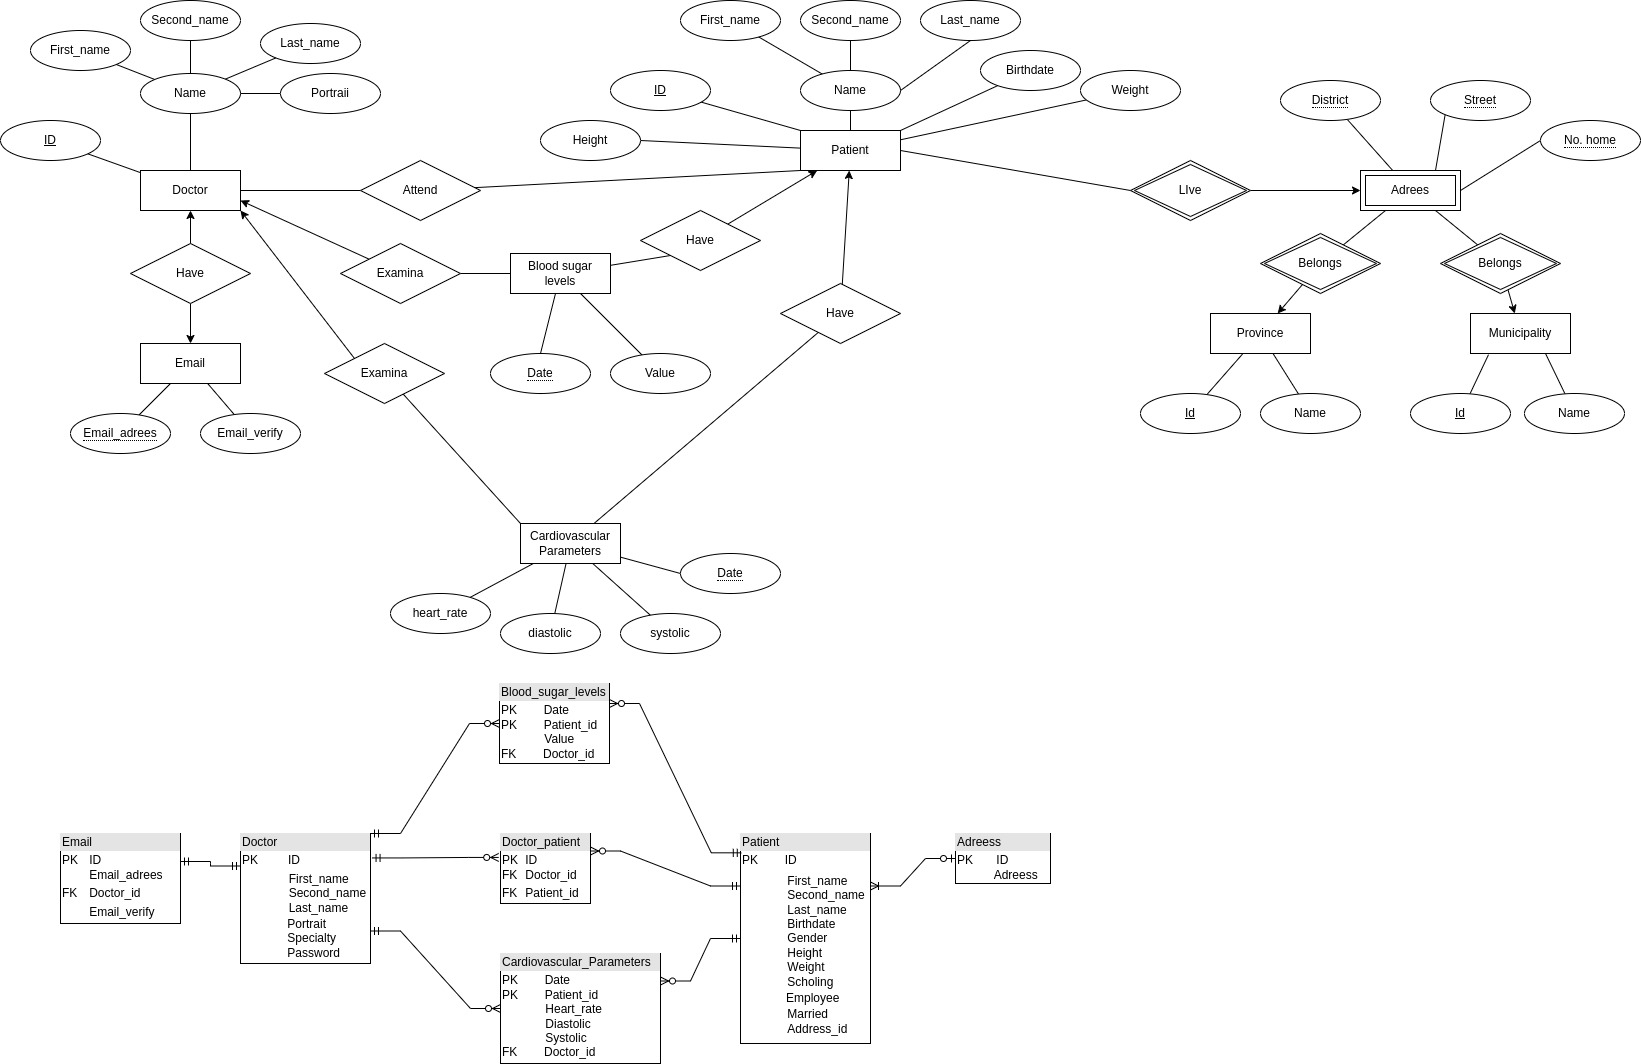 Second_name
First_name
Last_name
Name
Portraii
ID
Doctor
First_name
Second_name
Last_name
Birthdate
ID
Name
Weight
Height
Patient
District
Street
No. home
Attend
LIve
Adrees
Have
Examina
Blood sugar
levels
Have
Belongs
Belongs
Have
Province
Municipality
Email
Examina
Date
Value
Id
Name
Id
Name
Email_adrees
Email_verify
Cardiovascular
Parameters
Date
heart_rate
diastolic
systolic
Blood_sugar_levels
PK Date
PK Patient_id
Value
FK Doctor_id
Email
PK ID
Email_adrees
FK Doctor_id
Email_verify
Doctor
PK ID
First_name
Second_name
Last_name
Portrait
Specialty
Password
Doctor_patient
PK ID
FK Doctor_id
FK Patient_id
Patient
PK ID
First_name
Second_name
Last_name
Birthdate
Gender
Height
Weight
Scholing
Employee
Married
Address_id
Adreess
PK ID
Adreess
Cardiovascular_Parameters
PK Date
PK Patient_id
Heart_rate
Diastolic
Systolic
FK Doctor_id